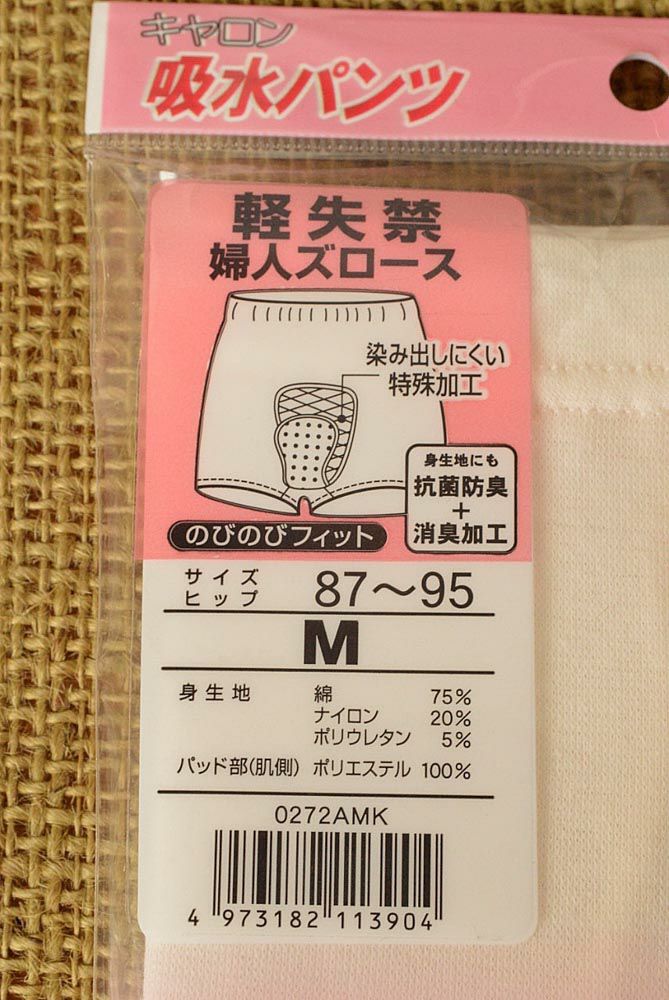 キャロン
吸水パンツ
軽失禁
婦人ズロース
染み出しにくい
特殊加工
身生地にも
抗菌防臭
+
消臭加工
のびのびフィット
サイズ
ヒップ 87～95
M
身生地 綿 75%
ナイロン 20%
ポリウレタン 5%
パッド部(肌側) ポリエステル 100%
0272AMK
4 973182 113904